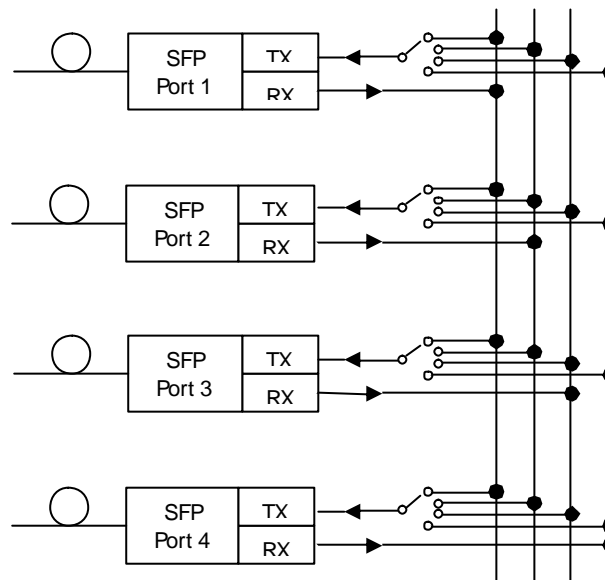 SFP
Port 1
TX
RX
SFP
Port 2
TX
RX
SFP
Port 3
TX
RX
SFP
Port 4
TX
RX